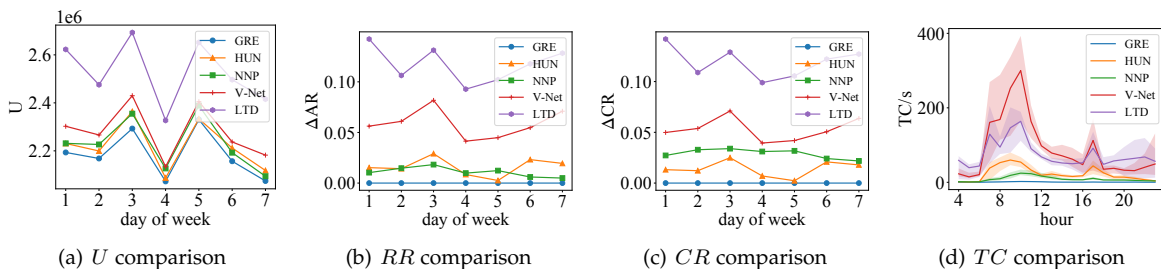 1e6
2.6
2.4
2.2
U
1 2 3 4 5 6 7
day of week
GRE
HUN
NNP
V-Net
LTD
(a) U comparison
0.10
0.05
0.00
ΔAR
1 2 3 4 5 6 7
day of week
GRE
HUN
NNP
V-Net
LTD
(b) RR comparison
0.10
0.05
0.00
ΔCR
1 2 3 4 5 6 7
day of week
GRE
HUN
NNP
V-Net
LTD
(c) CR comparison
400
200
0
TC/s
4 8 12 16 20
hour
GRE
HUN
NNP
V-Net
LTD
(d) TC comparison